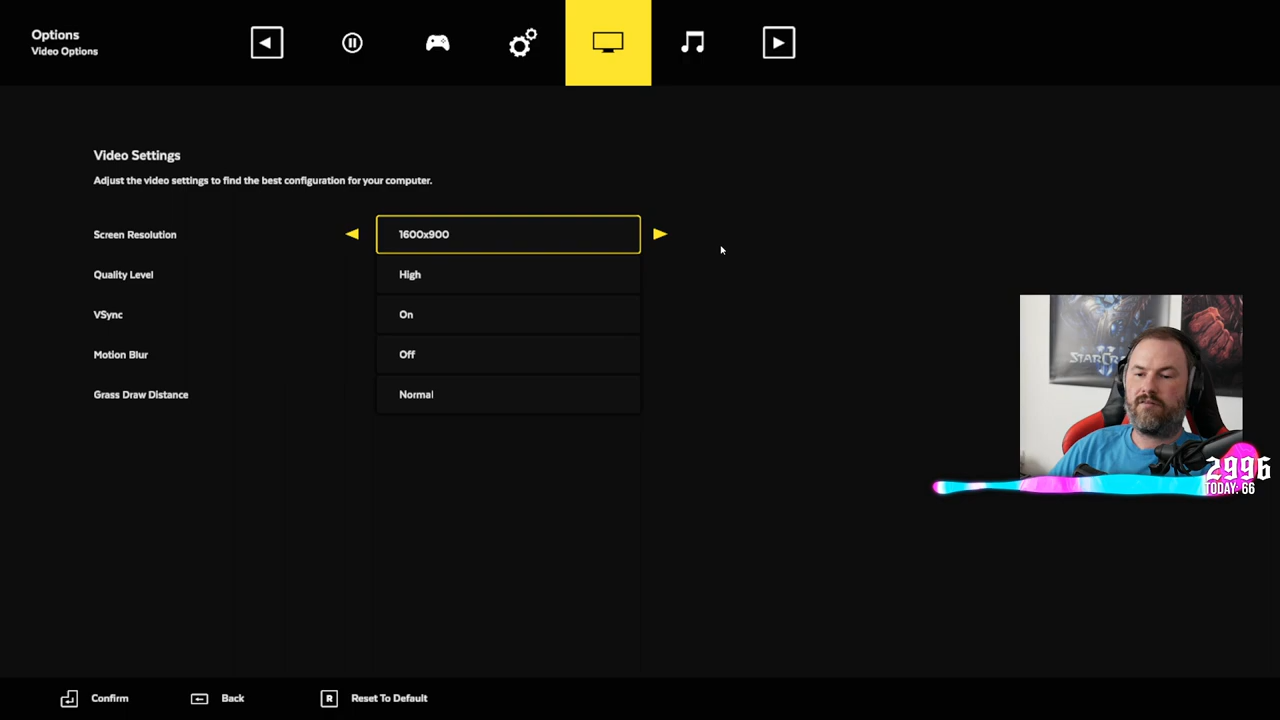 Options
Video Options
Video Settings
Adjust the video settings to find the best configuration for your computer.
Screen Resolution
1600x900
Quality Level
High
VSync
On
Motion Blur
Off
Grass Draw Distance
Normal
STARCR
2996
TODAY: 66
Confirm
Back
R
Reset To Default